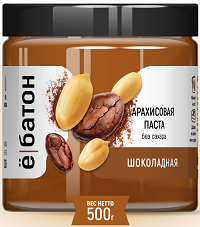 ё|батон
АРАХИСОВАЯ
ПАСТА
без сахара
ШОКОЛАДНАЯ
ВЕС НЕТТО
500г